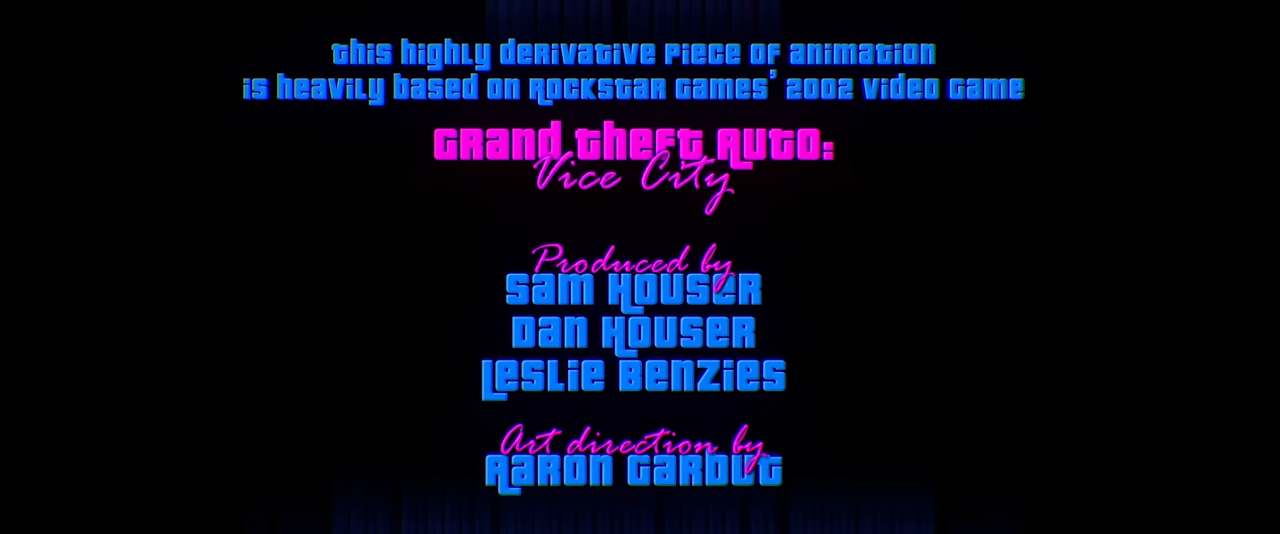 this highly derivative piece of animation
is heavily based on Rockstar Games' 2002 video game
Grand Theft Auto:
Vice City
Produced by
Sam Houser
Dan Houser
Leslie Benzies
Art direction by
Aaron Garbut